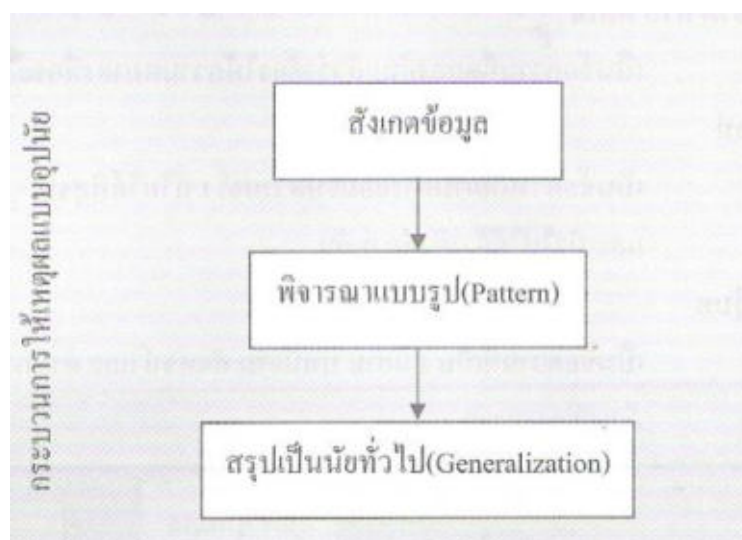 กระบวนการให้เหตุผลแบบอุปนัย
สังเกตข้อมูล
พิจารณาแบบรูป(Pattern)
สรุปเป็นนัยทั่วไป(Generalization)